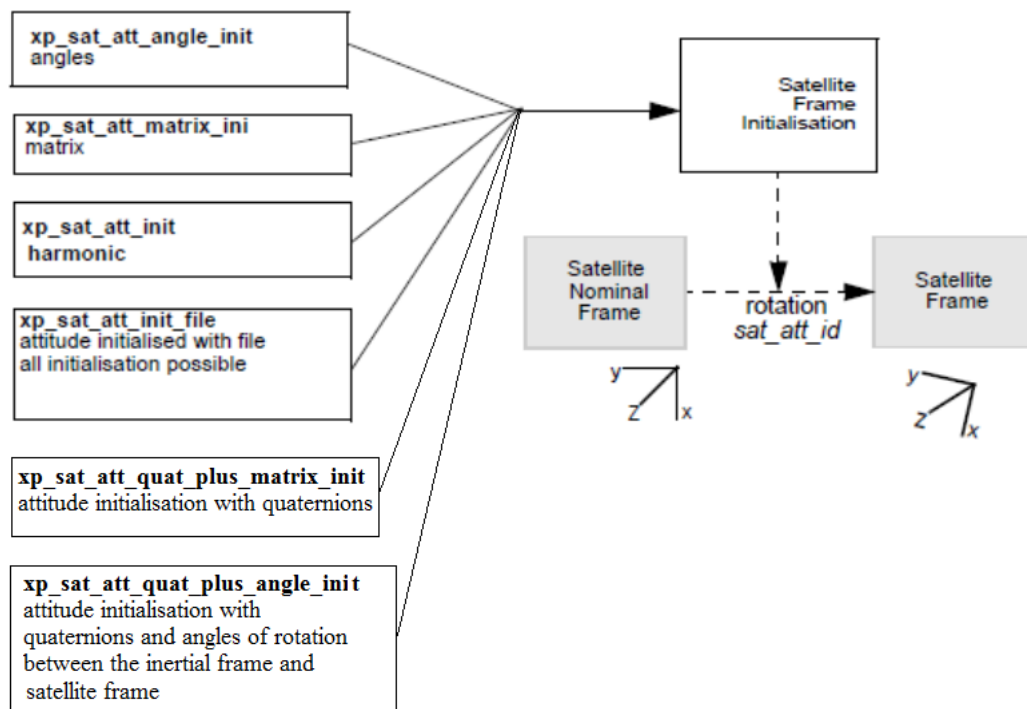 xp_sat_att_angle_init
angles
xp_sat_att_matrix_ini
matrix
xp_sat_att_init
harmonic
xp_sat_att_init_file
attitude initialised with file
all initialisation possible
xp_sat_att_quat_plus_matrix_init
attitude initialisation with quaternions
xp_sat_att_quat_plus_angle_init
attitude initialisation with
quaternions and angles of rotation
between the inertial frame and
satellite frame
Satellite
Frame
Initialisation
Satellite
Nominal
Frame
rotation
sat_att_id
Satellite
Frame
y
Z
x
y
Z
x